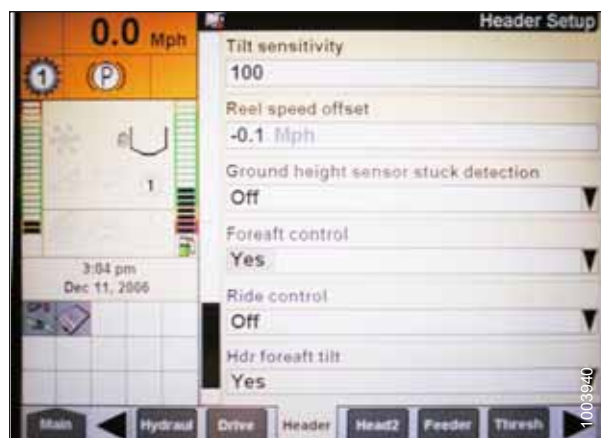 0.0 Mph
Header Setup
1
(P)
Tilt sensitivity
100
Reel speed offset
-0.1 Mph
Ground height sensor stuck detection
Off
1
Foreaft control
Yes
3:04 pm
Dec 11, 2006
Ride control
Off
GPS
Hdr foreaft tilt
Yes
Main
Hydraul
Drive
Header
Head2
Feeder
Thresh
1003940